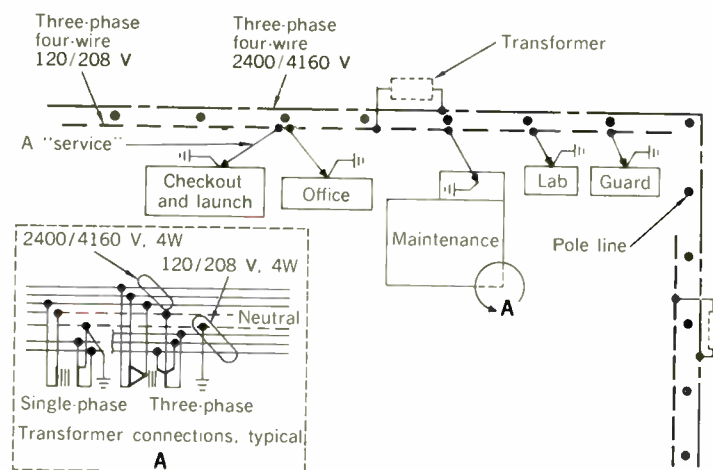 Three-phase
four-wire
120/208 V
Three-phase
four-wire
2400/4160 V
Transformer
A "service"
Checkout
and launch
Office
Maintenance
Lab
Guard
Pole line
A
2400/4160 V, 4W
120/208 V, 4W
Neutral
Single-phase
Three-phase
Transformer connections, typical
A